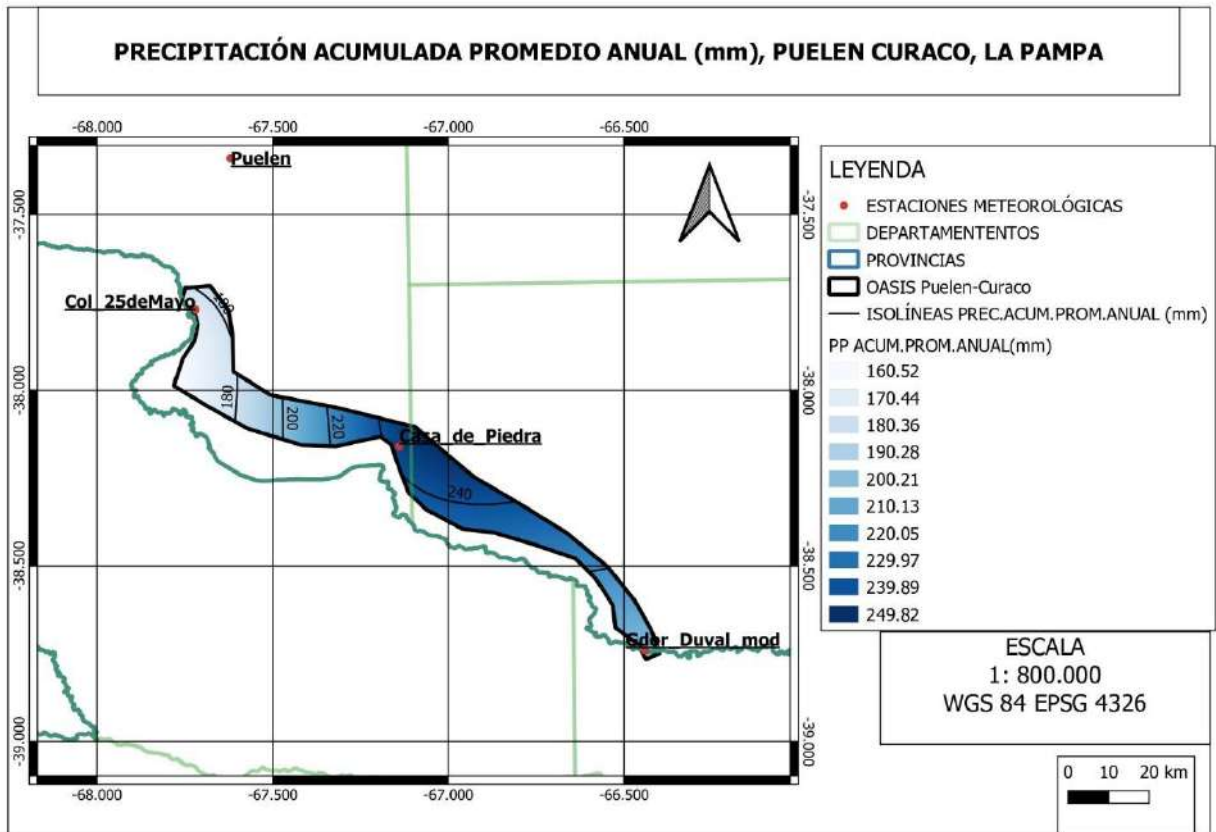 PRECIPITACIÓN ACUMULADA PROMEDIO ANUAL (mm), PUELEN CURACO, LA PAMPA
-68.000 -67.500 -67.000 -66.500
Puelen
-37.500 -37.500
Col_25deMayo
180
-38.000 -38.000
180
200
220
Casa_de_Piedra
240
-38.500 -38.500
Gdor_Duval_mod
-39.000 -39.000
-68.000 -67.500 -67.000 -66.500
LEYENDA
ESTACIONES METEOROLÓGICAS
DEPARTAMENTENTOS
PROVINCIAS
OASIS Puelen-Curaco
ISOLÍNEAS PREC.ACUM.PROM.ANUAL (mm)
PP ACUM.PROM.ANUAL(mm)
160.52
170.44
180.36
190.28
200.21
210.13
220.05
229.97
239.89
249.82
ESCALA
1: 800.000
WGS 84 EPSG 4326
0 10 20 km